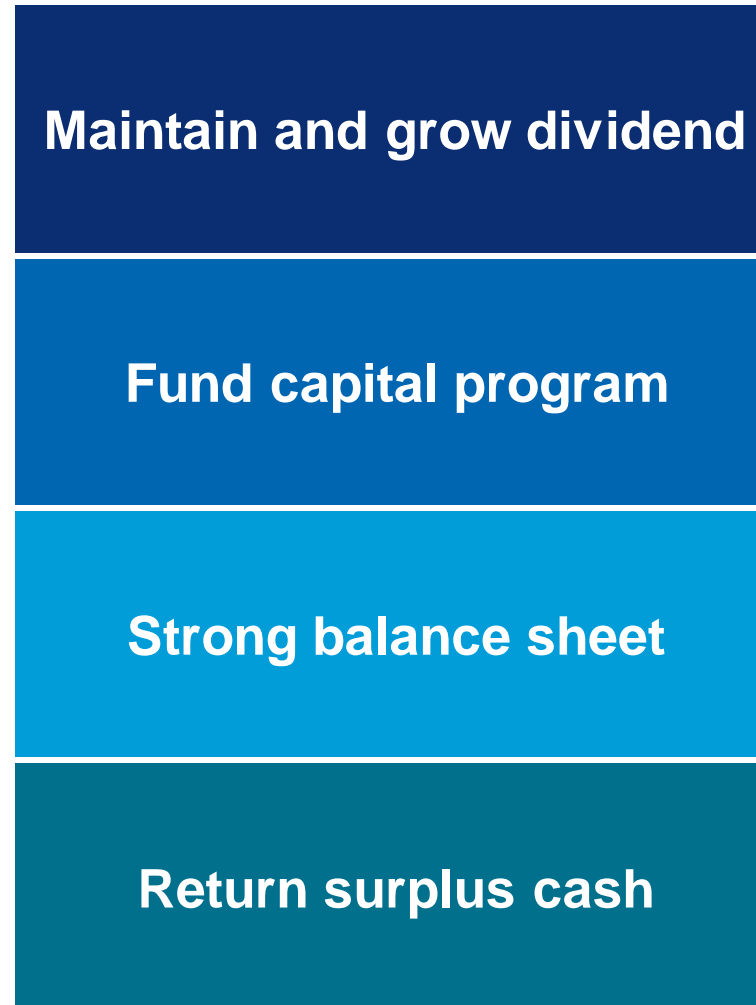 Maintain and grow dividend
Fund capital program
Strong balance sheet
Return surplus cash